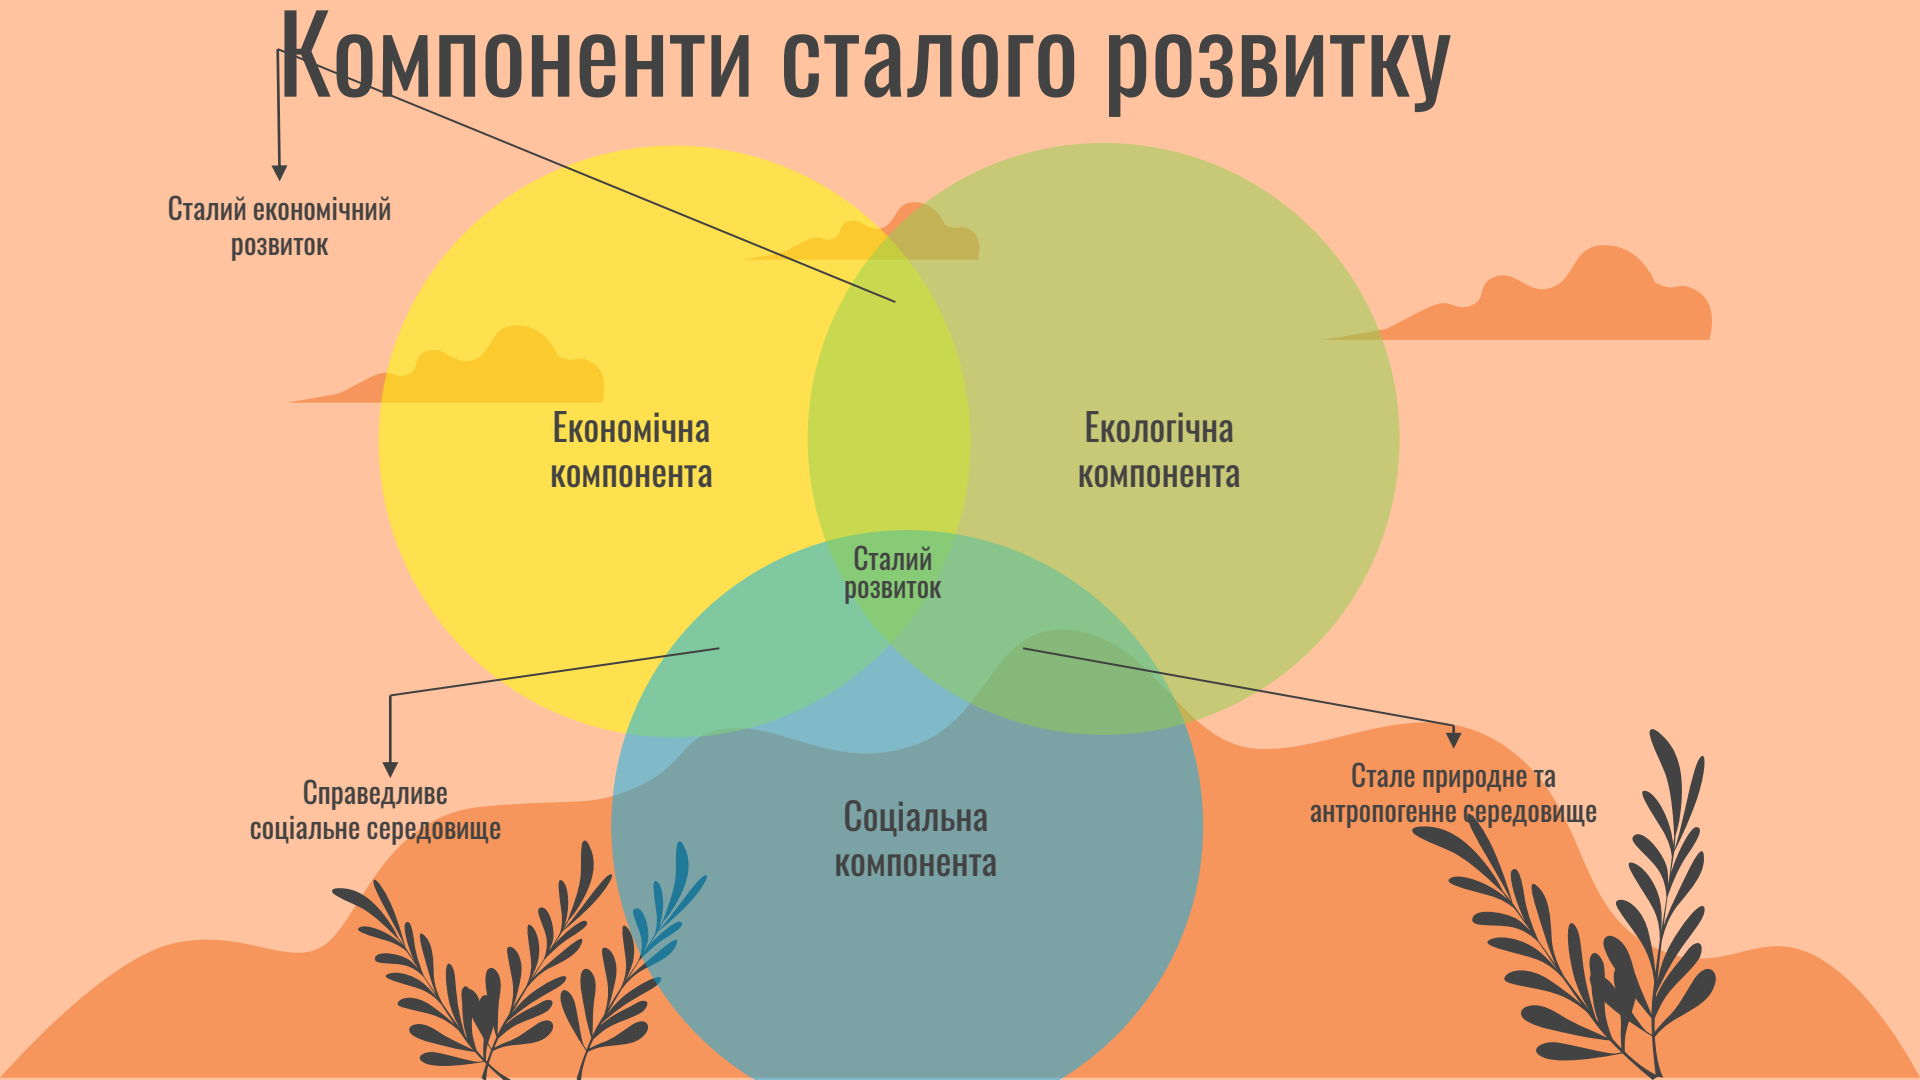 Компоненти сталого розвитку
Сталий економічний
розвиток
Економічна
компонента
Екологічна
компонента
Сталий
розвиток
Справедливе
соціальне середовище
Стале природне та
антропогенне середовище
Соціальна
компонента